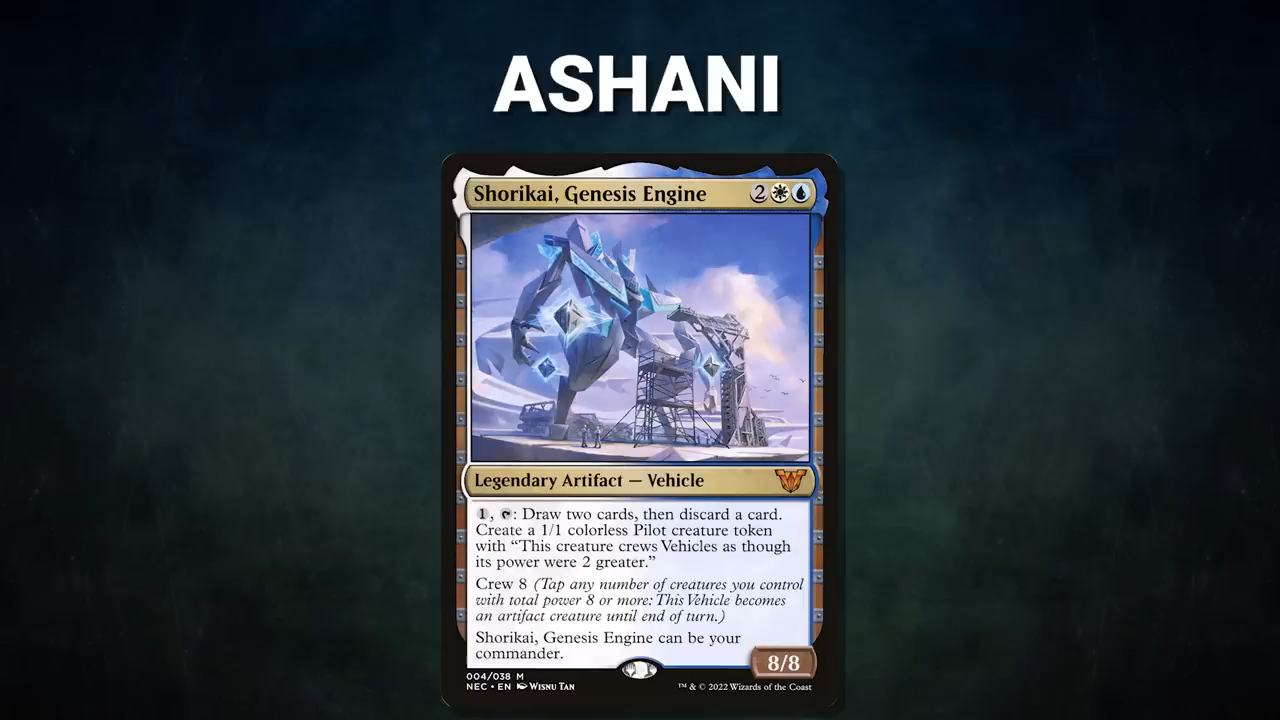 ASHANI
Shorikai, Genesis Engine 2
Legendary Artifact — Vehicle
1, : Draw two cards, then discard a card.
Create a 1/1 colorless Pilot creature token
with “This creature crews Vehicles as though
its power were 2 greater.”
Crew 8 (Tap any number of creatures you control
with total power 8 or more: This Vehicle becomes
an artifact creature until end of turn.)
Shorikai, Genesis Engine can be your
commander.
8/8
004/038 M
NEC • EN Wisnu Tan
™ & © 2022 Wizards of the Coast